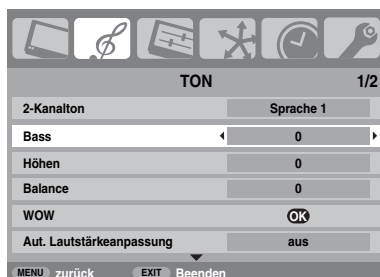 TON 1/2
2-Kanalton Sprache 1
Bass 0
Höhen 0
Balance 0
WOW OK
Aut. Lautstärkeanpassung aus
MENU zurück EXIT Beenden